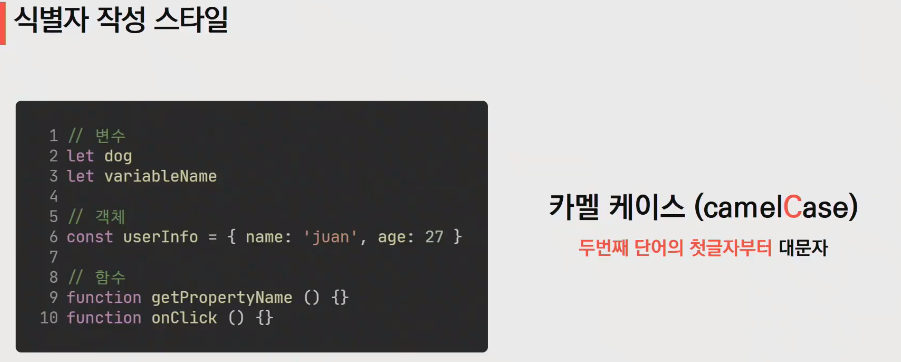 식별자 작성 스타일
1 // 변수
2 let dog
3 let variableName
4
5 // 객체
6 const userInfo = { name: 'juan', age: 27 }
7
8 // 함수
9 function getPropertyName () {}
10 function onClick () {}
카멜 케이스 (camelCase)
두번째 단어의 첫글자부터 대문자